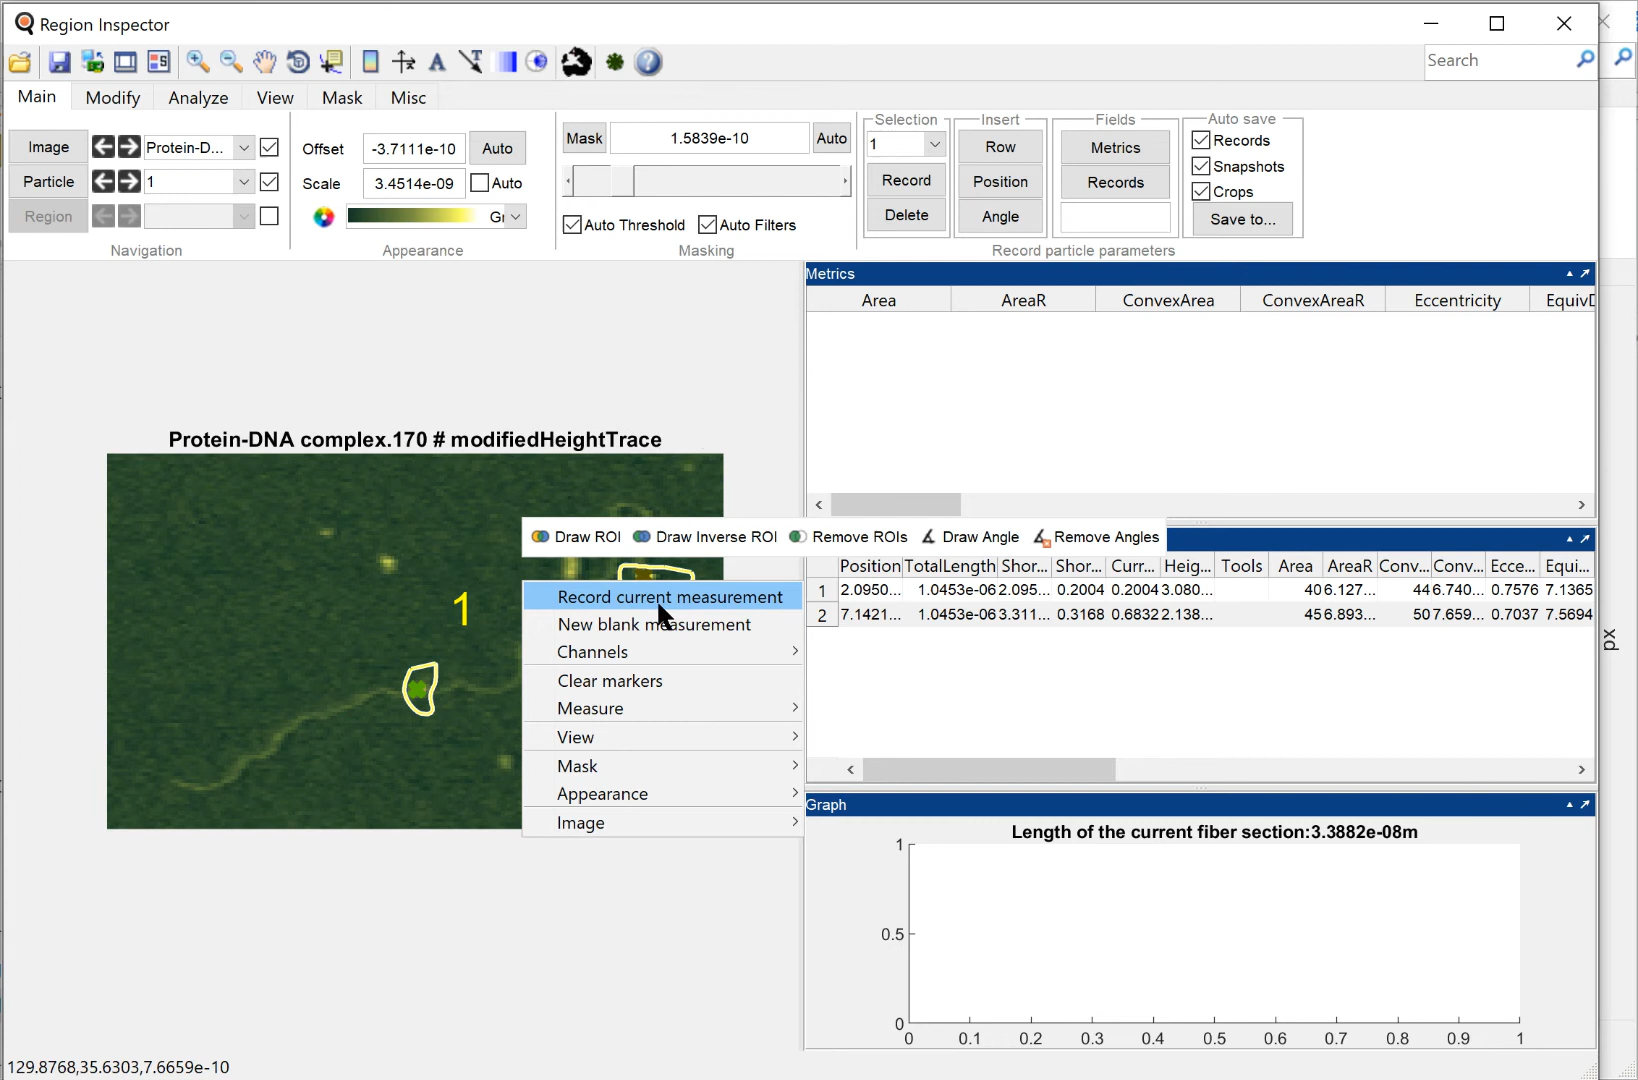 Region Inspector
Search
Main Modify Analyze View Mask Misc
Image Protein-D...
Particle 1
Region
Navigation
Offset -3.7111e-10 Auto
Scale 3.4514e-09 Auto
Appearance
Mask 1.5839e-10 Auto
Auto Threshold Auto Filters
Masking
Selection
1
Record
Delete
Insert
Row
Position
Angle
Fields
Metrics
Records
Auto save
Records
Snapshots
Crops
Save to...
Record particle parameters
Metrics
Area AreaR ConvexArea ConvexAreaR Eccentricity
Protein-DNA complex.170 # modifiedHeightTrace
1
Draw ROI Draw Inverse ROI Remove ROIs Draw Angle Remove Angles
Record current measurement
New blank measurement
Channels
Clear markers
Measure
View
Mask
Appearance
Image
Position TotalLength Shor... Shor... Curr... Heig... Tools Area AreaR Conv... Conv... Ecce... Equi...
1 2.0950... 1.0453e-06 2.095... 0.2004 0.2004 3.080... 40 6.127... 44 6.740... 0.7576 7.1365
2 7.1421... 1.0453e-06 3.311... 0.3168 0.6832 2.138... 45 6.893... 50 7.659... 0.7037 7.5694
px
Graph
Length of the current fiber section:3.3882e-08m
1
0.5
0
0 0.1 0.2 0.3 0.4 0.5 0.6 0.7 0.8 0.9 1
129.8768,35.6303,7.6659e-10